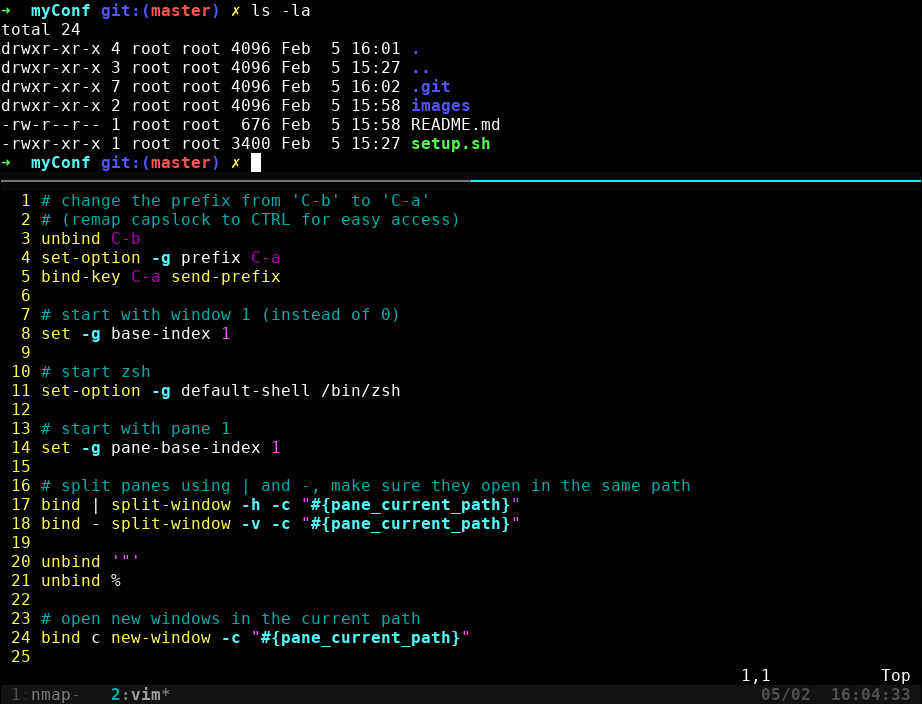 ➜  myConf git:(master) ✗ ls -la
total 24
drwxr-xr-x 4 root root 4096 Feb  5 16:01 .
drwxr-xr-x 3 root root 4096 Feb  5 15:27 ..
drwxr-xr-x 7 root root 4096 Feb  5 16:02 .git
drwxr-xr-x 2 root root 4096 Feb  5 15:58 images
-rw-r--r-- 1 root root  676 Feb  5 15:58 README.md
-rwxr-xr-x 1 root root 3400 Feb  5 15:27 setup.sh
➜  myConf git:(master) ✗
  1 # change the prefix from 'C-b' to 'C-a'
  2 # (remap capslock to CTRL for easy access)
  3 unbind C-b
  4 set-option -g prefix C-a
  5 bind-key C-a send-prefix
  6
  7 # start with window 1 (instead of 0)
  8 set -g base-index 1
  9
 10 # start zsh
 11 set-option -g default-shell /bin/zsh
 12
 13 # start with pane 1
 14 set -g pane-base-index 1
 15
 16 # split panes using | and -, make sure they open in the same path
 17 bind | split-window -h -c "#{pane_current_path}"
 18 bind - split-window -v -c "#{pane_current_path}"
 19
 20 unbind '"'
 21 unbind %
 22
 23 # open new windows in the current path
 24 bind c new-window -c "#{pane_current_path}"
 25
1,1           Top
1:nmap-   2:vim*               05/02  16:04:33